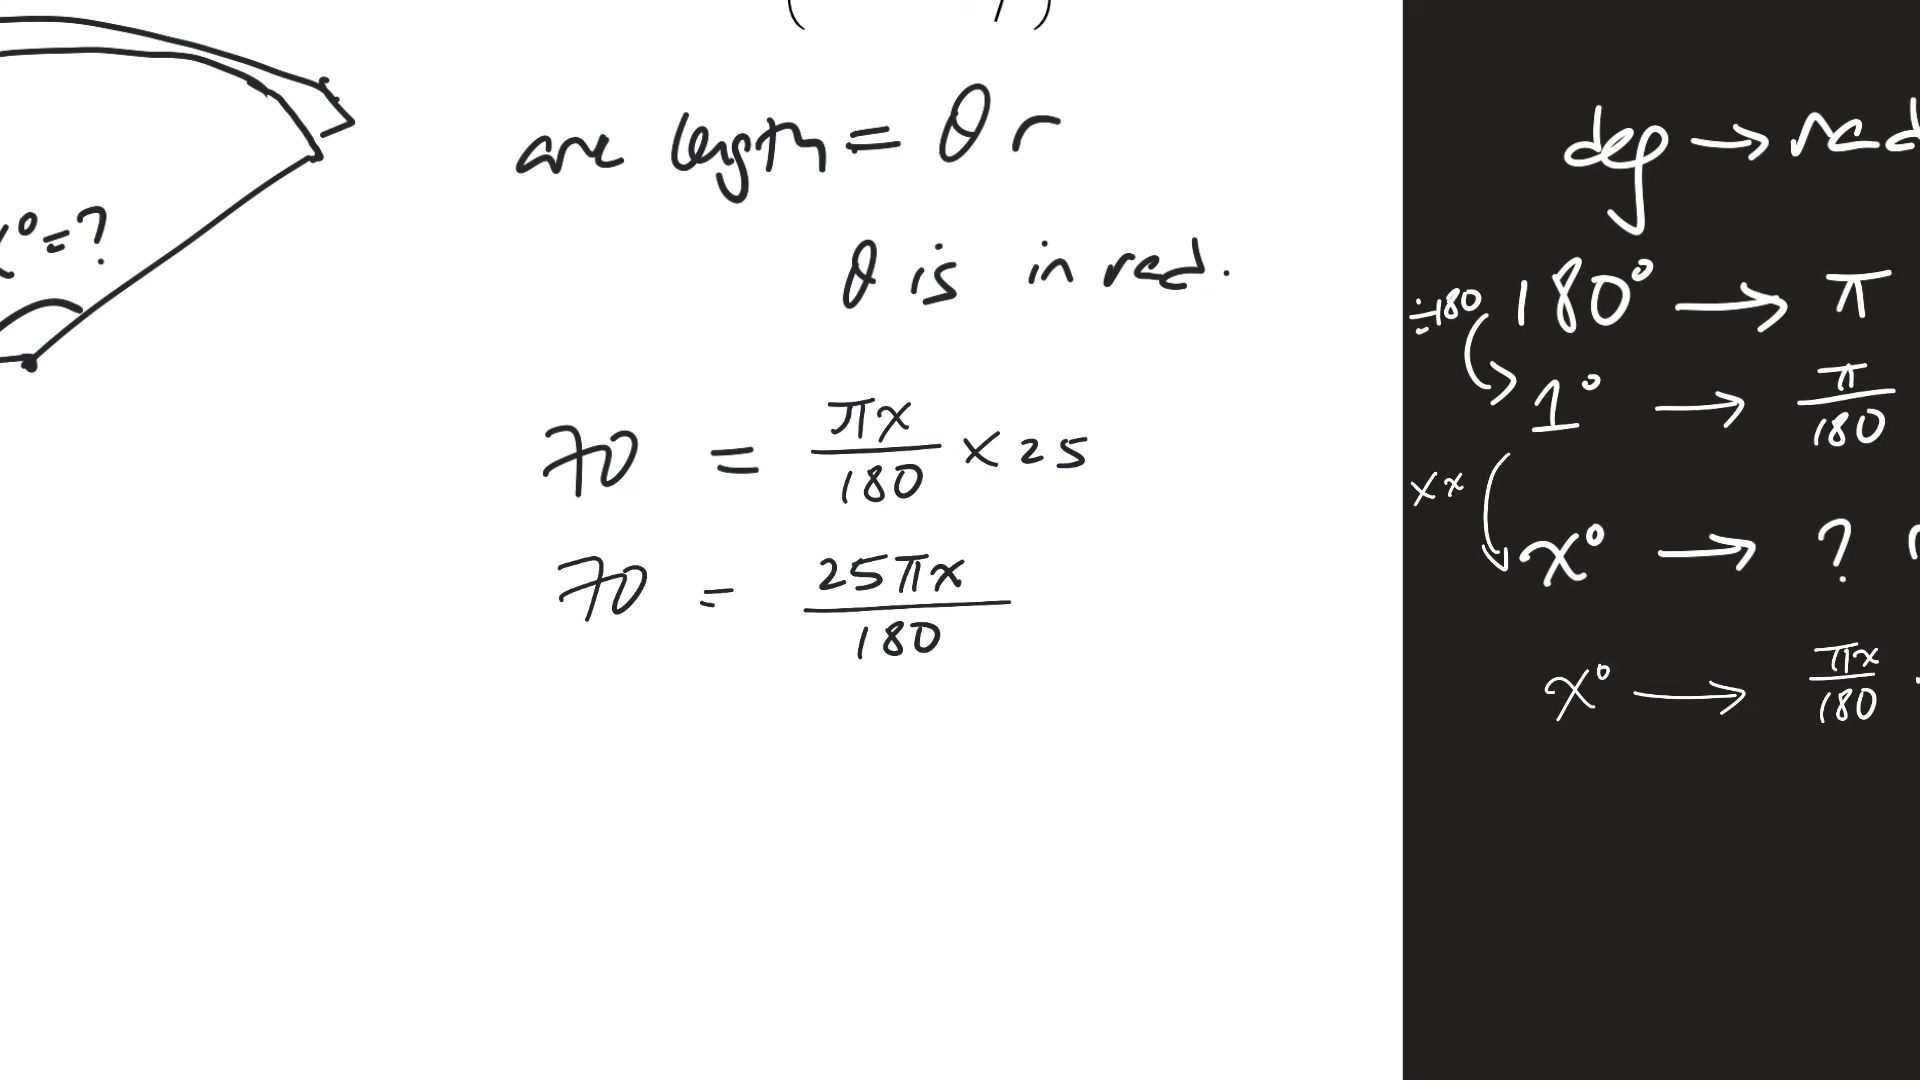 x°=?
arc length = θ r
θ is in rad.
70 = πx/180 × 25
70 = 25πx/180
deg → rad
÷180 180° → π
1° → π/180
×x
x° → ?
x° → πx/180